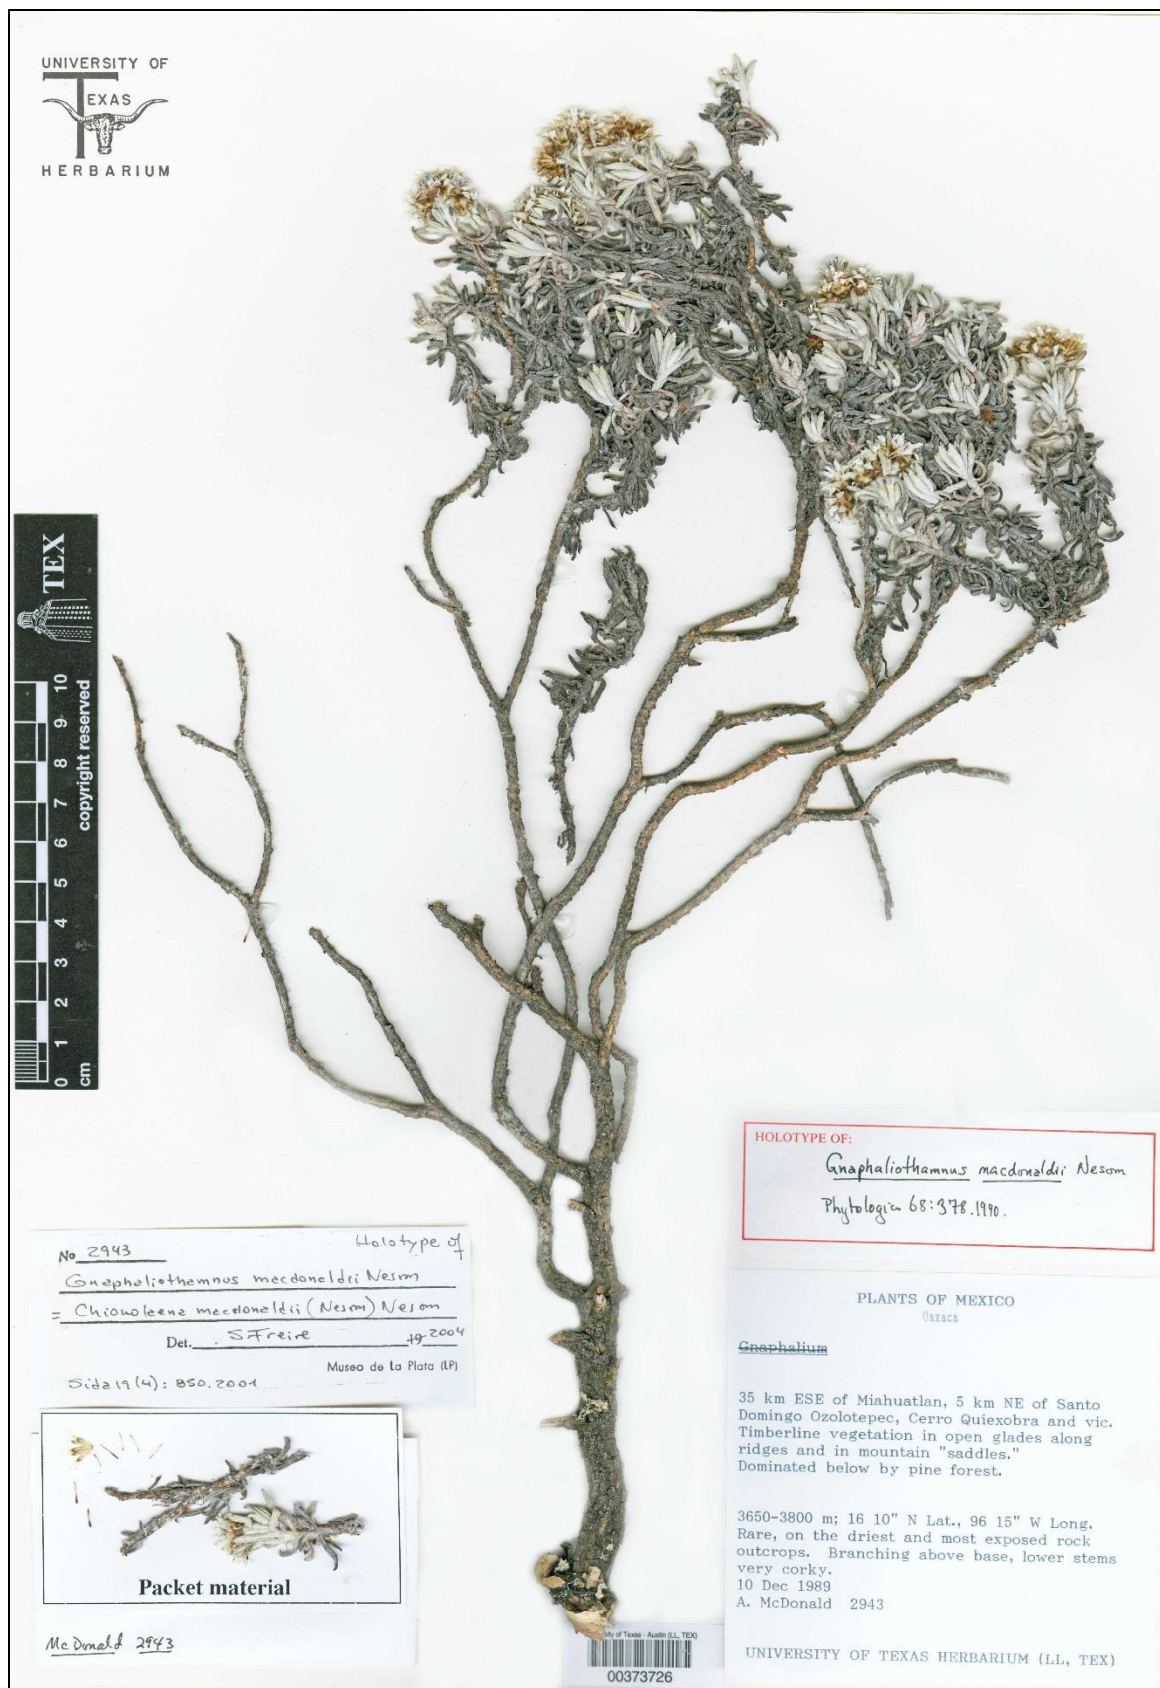 UNIVERSITY OF
TEXAS
HERBARIUM
TEX
copyright reserved
10
9
8
7
6
5
4
3
2
1
0
cm
HOLOTYPE OF:
Gnaphaliothamnus macdonaldii Nesom
Phytologia 68:378.1990.
No 2943 Holotype of
Gnaphaliothamnus macdonaldii Nesom
= Chionolaena macdonaldii (Nesom) Nesom
Det. S Freire 19 2004
Museo de La Plata (LP)
Sida 19(4): 850.2001
Packet material
McDonald 2943
PLANTS OF MEXICO
Oaxaca
Gnaphalium
35 km ESE of Miahuatlan, 5 km NE of Santo
Domingo Ozolotepec, Cerro Quiexobra and vic.
Timberline vegetation in open glades along
ridges and in mountain "saddles."
Dominated below by pine forest.
3650-3800 m; 16 10" N Lat., 96 15" W Long.
Rare, on the driest and most exposed rock
outcrops. Branching above base, lower stems
very corky.
10 Dec 1989
A. McDonald 2943
UNIVERSITY OF TEXAS HERBARIUM (LL, TEX)
of Texas - Austin (LL, TEX)
00373726